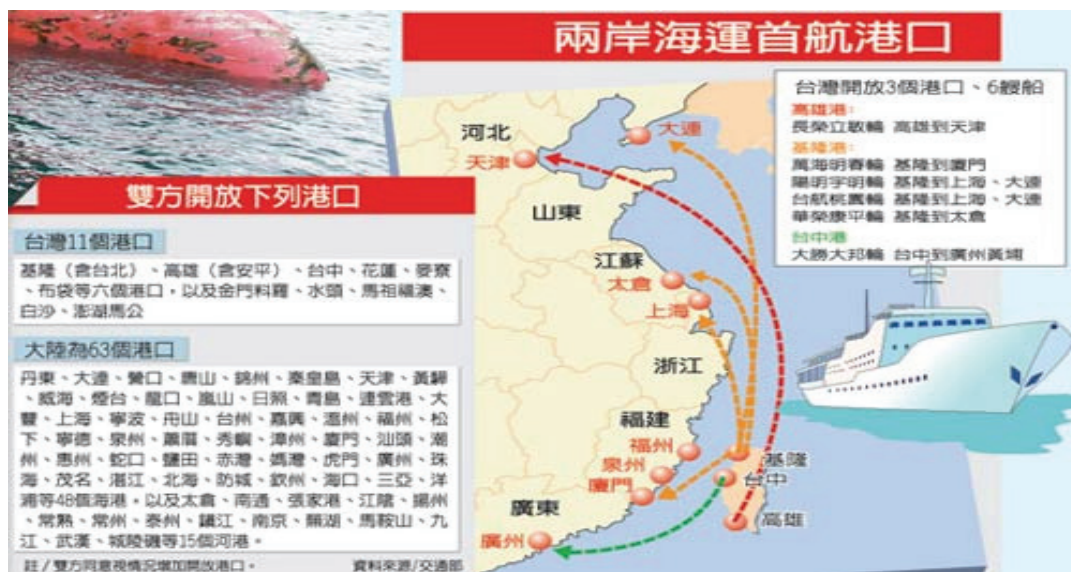 兩岸海運首航港口
台灣開放3個港口、6艘船
高雄港:
長榮立敏輪 高雄到天津
基隆港:
萬海明春輪 基隆到廈門
陽明宇明輪 基隆到上海、大連
台航桃園輪 基隆到上海、大連
華榮康平輪 基隆到太倉
台中港
大勝大邦輪 台中到廣州黃埔
雙方開放下列港口
台灣11個港口
基隆（含台北）、高雄（含安平）、台中、花蓮、麥寮
、布袋等六個港口，以及金門料羅、水頭、馬祖福澳、
白沙、澎湖馬公
大陸為63個港口
丹東、大連、營口、唐山、錦州、秦皇島、天津、黃驊
、威海、煙台、龍口、嵐山、日照、青島、連雲港、大
豐、上海、寧波、舟山、台州、嘉興、溫州、福州、松
下、寧德、泉州、蕭厝、秀嶼、漳州、廈門、汕頭、潮
州、惠州、蛇口、鹽田、赤灣、媽灣、虎門、廣州、珠
海、茂名、湛江、北海、防城、欽州、海口、三亞、洋
浦等48個海港，以及太倉、南通、張家港、江陰、揚州
、常熟、常州、泰州、鎮江、南京、蕪湖、馬鞍山、九
江、武漢、城陵磯等15個河港。
註/雙方同意視情況增加開放港口。
資料來源/交通部
河北
大連
天津
山東
江蘇
太倉
上海
浙江
福建
福州
泉州
廈門
廣東
廣州
基隆
台中
高雄